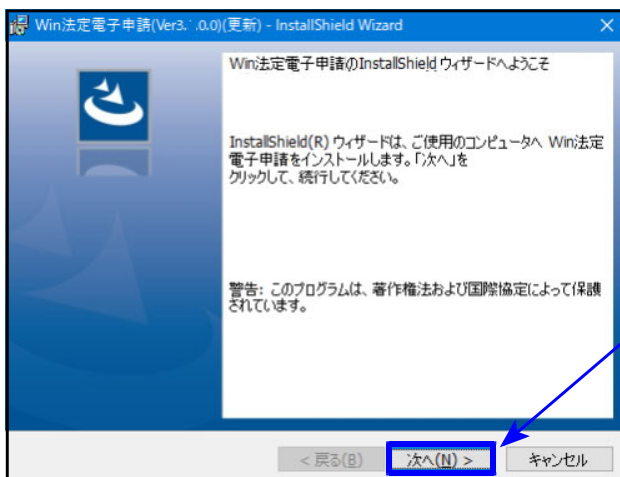 Win法定電子申請(Ver3. .0.0)(更新) - InstallShield Wizard
Win法定電子申請のInstallShield ウィザードへようこそ
InstallShield(R) ウィザードは、ご使用のコンピュータへ Win法定
電子申請をインストールします。「次へ」を
クリックして、続行してください。
警告: このプログラムは、著作権法および国際協定によって保護
されています。
< 戻る(B) 次へ(N) > キャンセル